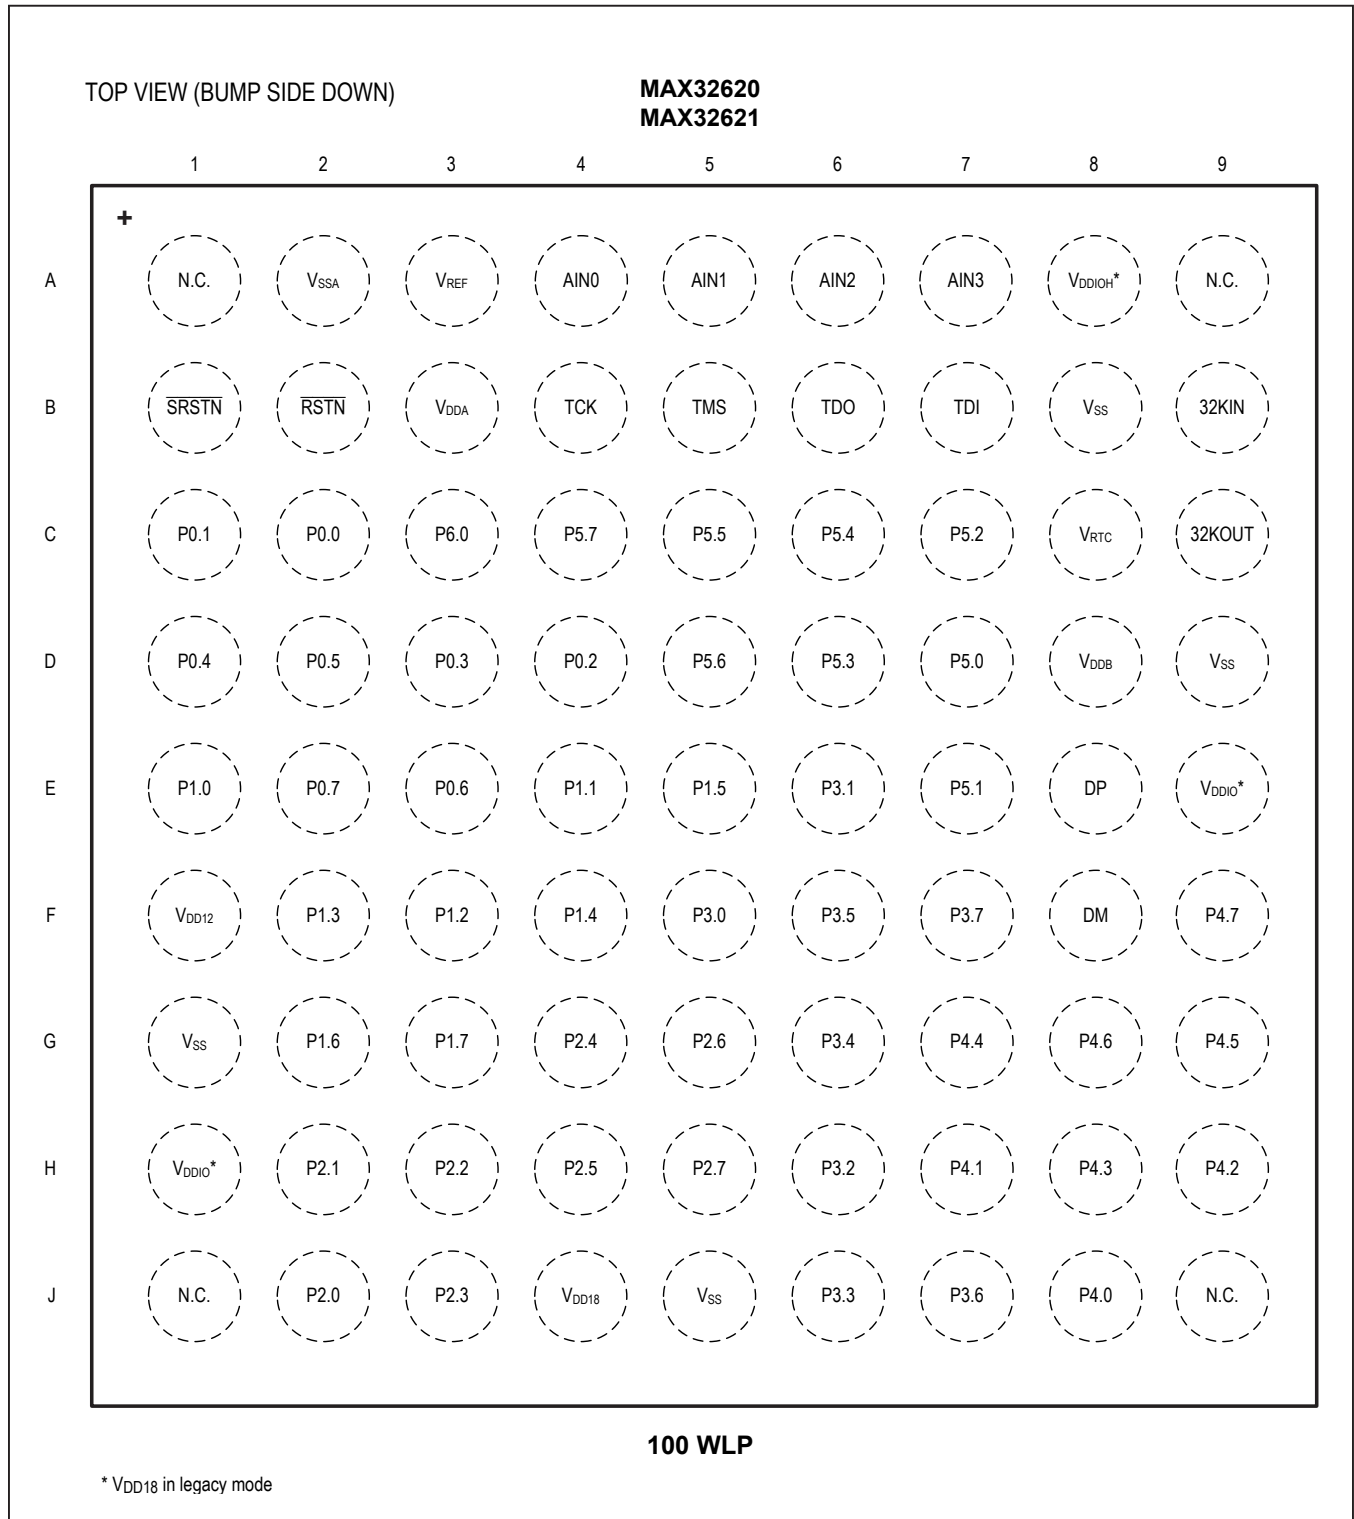 TOP VIEW (BUMP SIDE DOWN)
MAX32620
MAX32621
1 2 3 4 5 6 7 8 9
+
A N.C. VSSA VREF AIN0 AIN1 AIN2 AIN3 VDDIOH* N.C.
B SRSTN RSTN VDDA TCK TMS TDO TDI VSS 32KIN
C P0.1 P0.0 P6.0 P5.7 P5.5 P5.4 P5.2 VRTC 32KOUT
D P0.4 P0.5 P0.3 P0.2 P5.6 P5.3 P5.0 VDDB VSS
E P1.0 P0.7 P0.6 P1.1 P1.5 P3.1 P5.1 DP VDDIO*
F VDD12 P1.3 P1.2 P1.4 P3.0 P3.5 P3.7 DM P4.7
G VSS P1.6 P1.7 P2.4 P2.6 P3.4 P4.4 P4.6 P4.5
H VDDIO* P2.1 P2.2 P2.5 P2.7 P3.2 P4.1 P4.3 P4.2
J N.C. P2.0 P2.3 VDD18 VSS P3.3 P3.6 P4.0 N.C.
100 WLP
* VDD18 in legacy mode